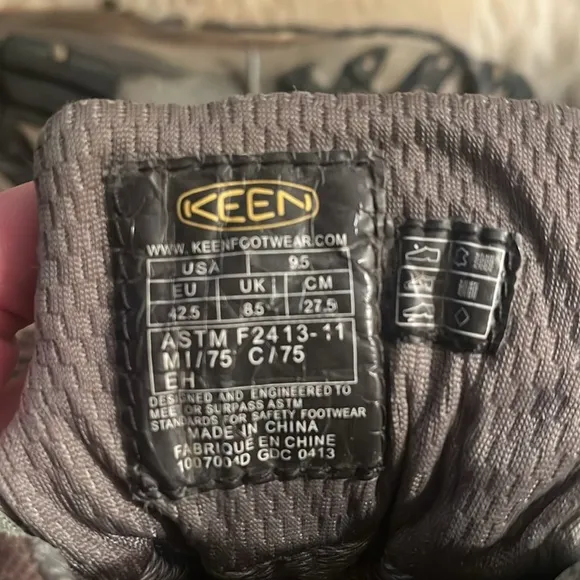 KEEN
WWW.KEENFOOTWEAR.COM
USA 9.5
EU UK CM
42.5 8.5 27.5
ASTM F2413-11
MI/75 C/75
EH
DESIGNED AND ENGINEERED TO
MEET OR SURPASS ASTM
STANDARDS FOR SAFETY FOOTWEAR
MADE IN CHINA
FABRIQUÉ EN CHINE
GDC 0413